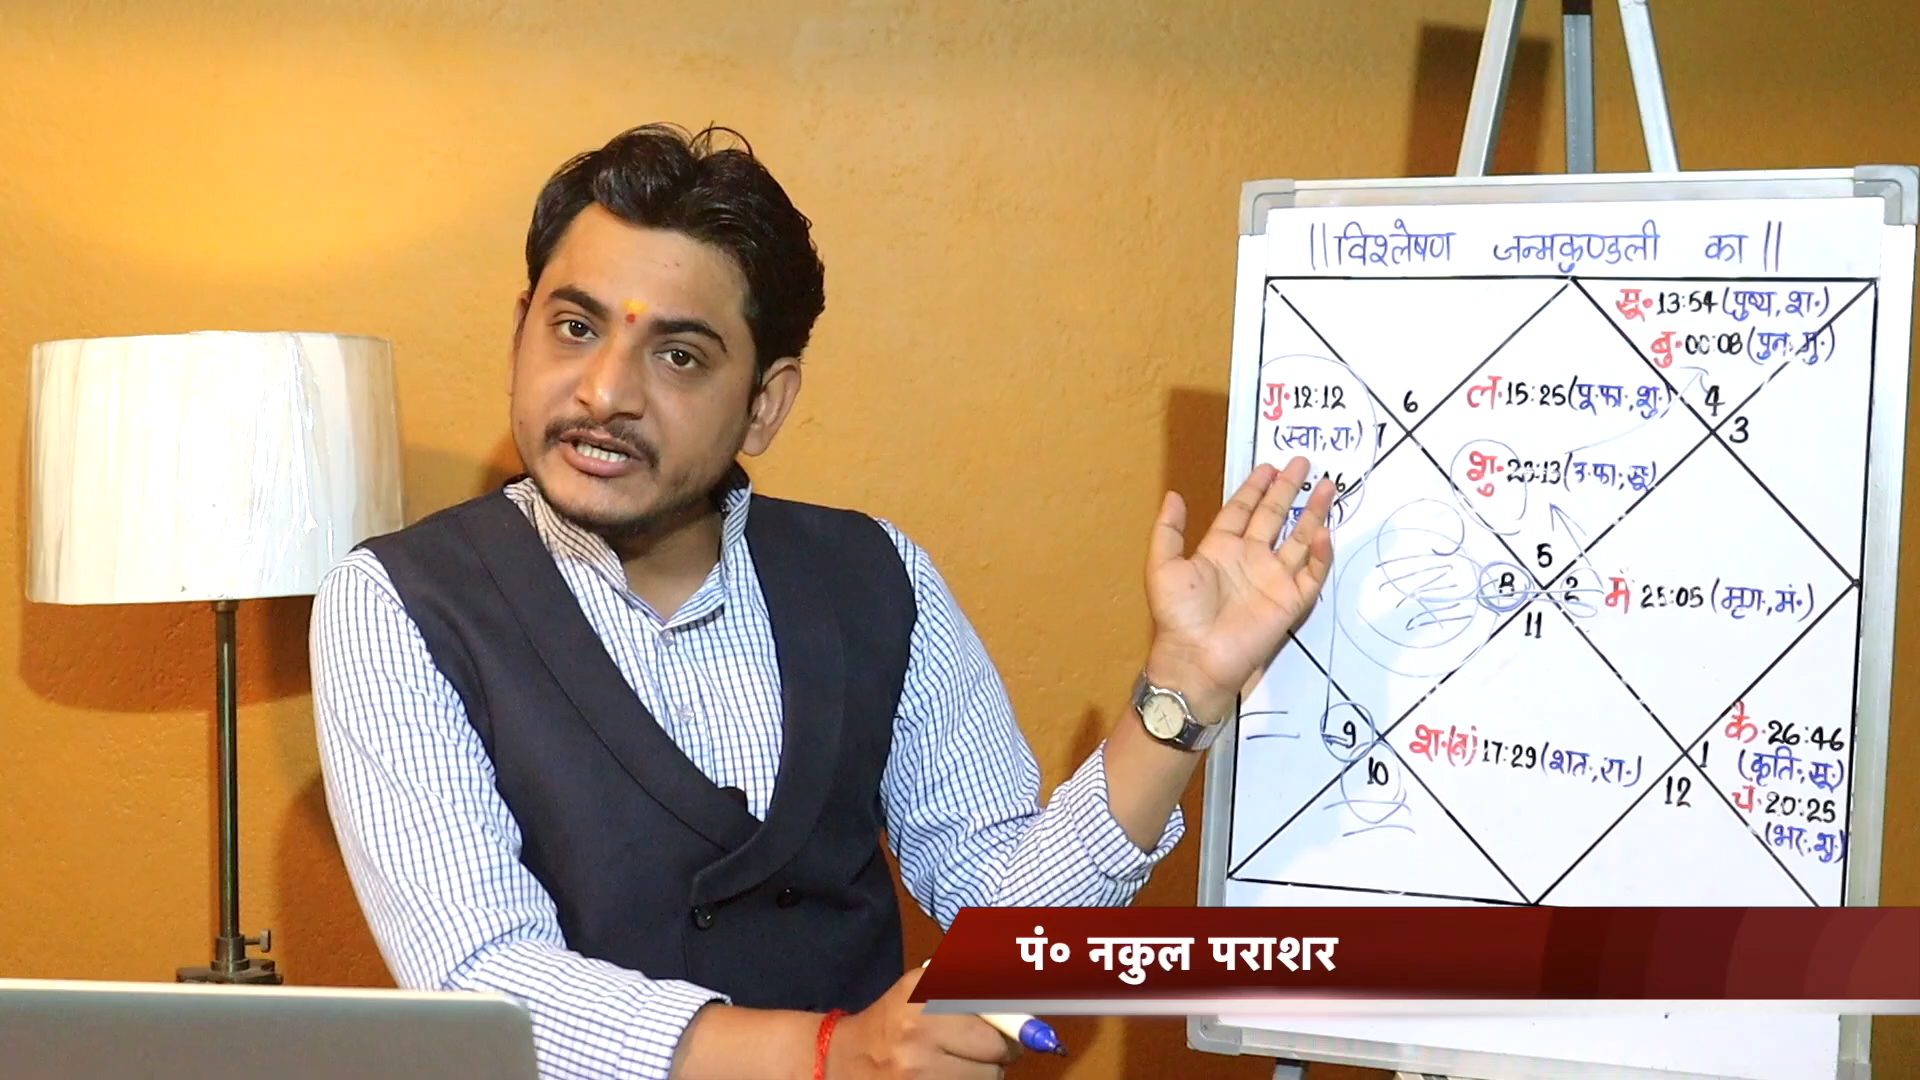 ||विश्लेषण जन्मकुण्डली का||
सू॰ 13:54 (पुष्य, श॰)
बु॰ 00:08 (पुन॰, गु॰)
गु॰ 12:12
(स्वा॰, रा॰)
7
6
ल॰ 15:25 (पू॰फा॰, शु॰)
4
3
शु॰ 23:13 (उ॰फा॰, सू॰)
5
8
2
मं 25:05 (मृग॰, मं॰)
11
9
10
श॰(व) 17:29 (शत॰, रा॰)
12
1
के॰ 26:46
(कृति॰, सू॰)
चं॰ 20:25
(भर॰, शु॰)
पं॰ नकुल पराशर